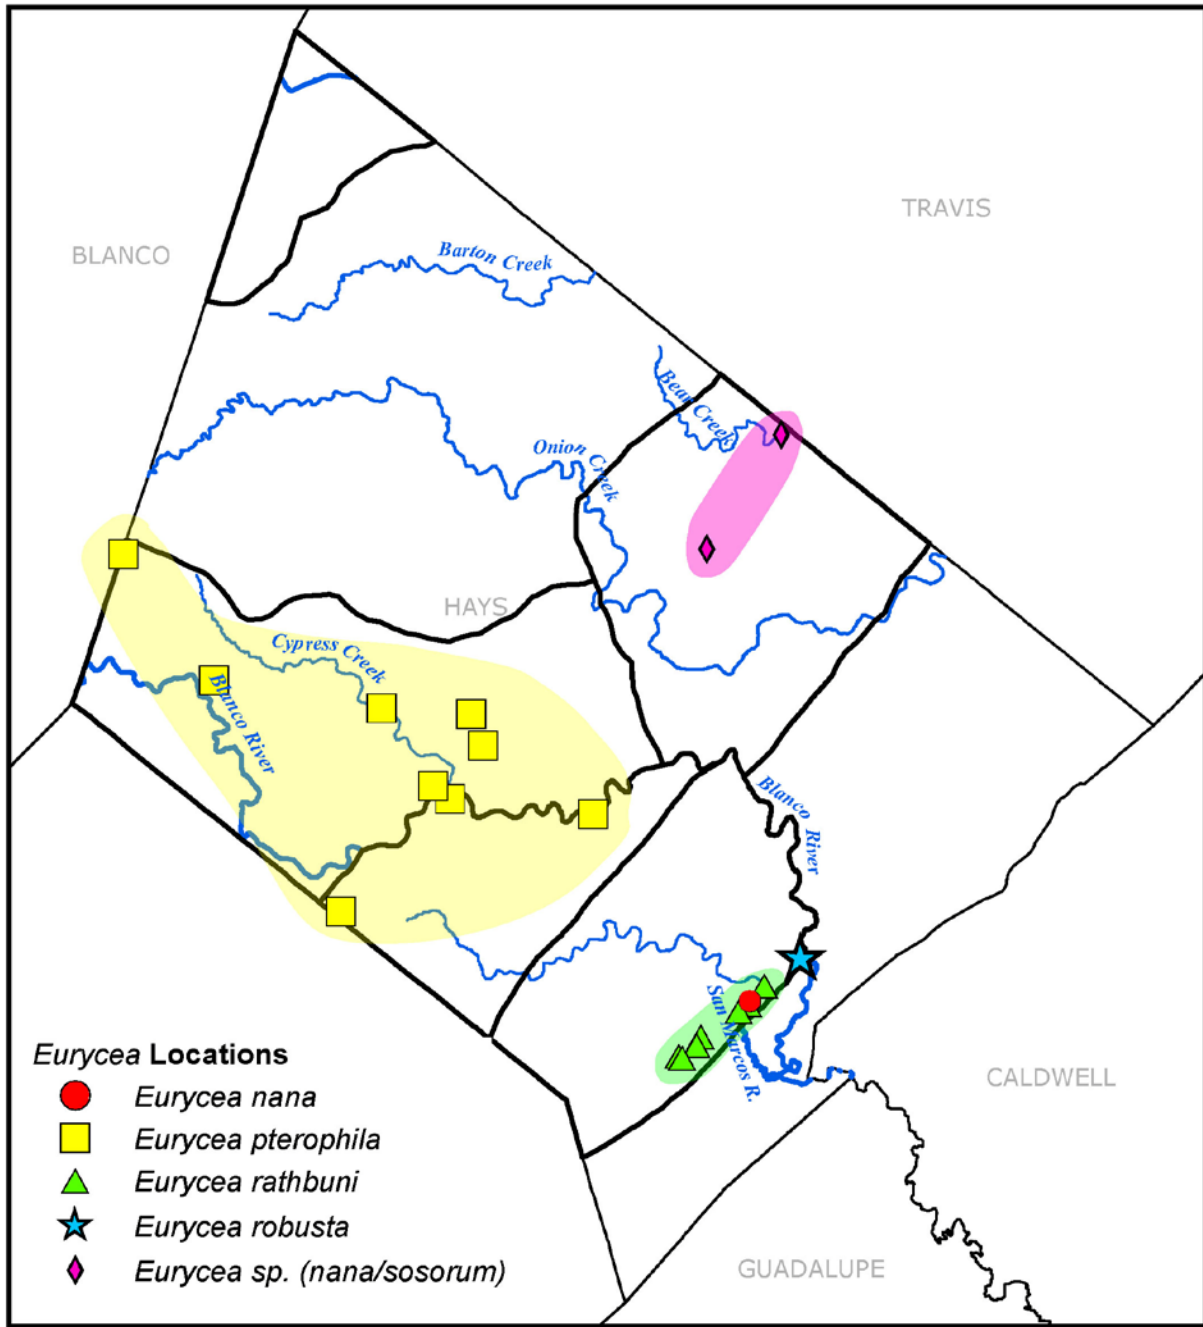 TRAVIS
BLANCO
Barton Creek
Bear Creek
Onion Creek
HAYS
Cypress Creek
Blanco River
Blanco River
San Marcos R.
Eurycea Locations
Eurycea nana
Eurycea pterophila
Eurycea rathbuni
Eurycea robusta
Eurycea sp. (nana/sosorum)
CALDWELL
GUADALUPE